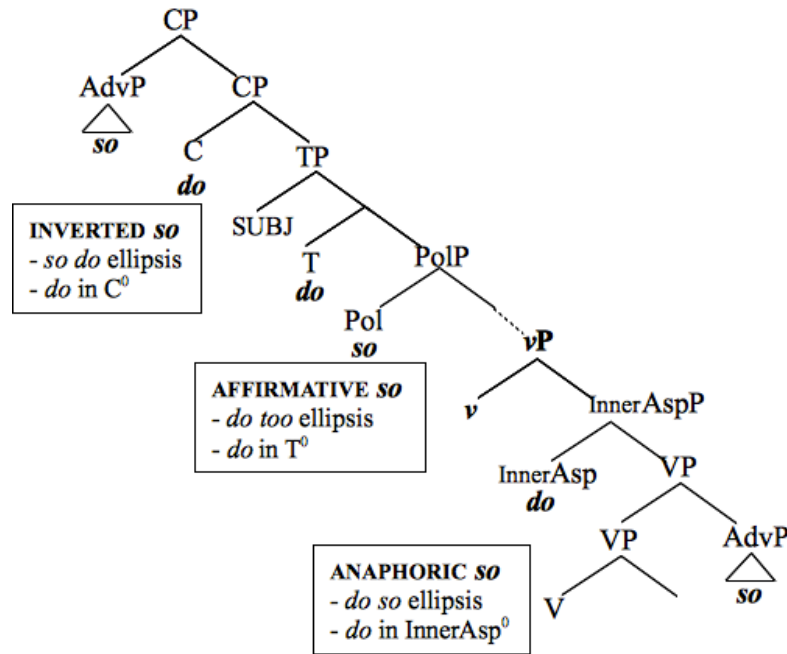 CP
AdvP CP
so
C TP
do
SUBJ
T PolP
do
INVERTED so
- so do ellipsis
- do in C⁰
Pol
so
vP
v InnerAspP
AFFIRMATIVE so
- do too ellipsis
- do in T⁰
InnerAsp VP
do
VP AdvP
so
V
ANAPHORIC so
- do so ellipsis
- do in InnerAsp⁰